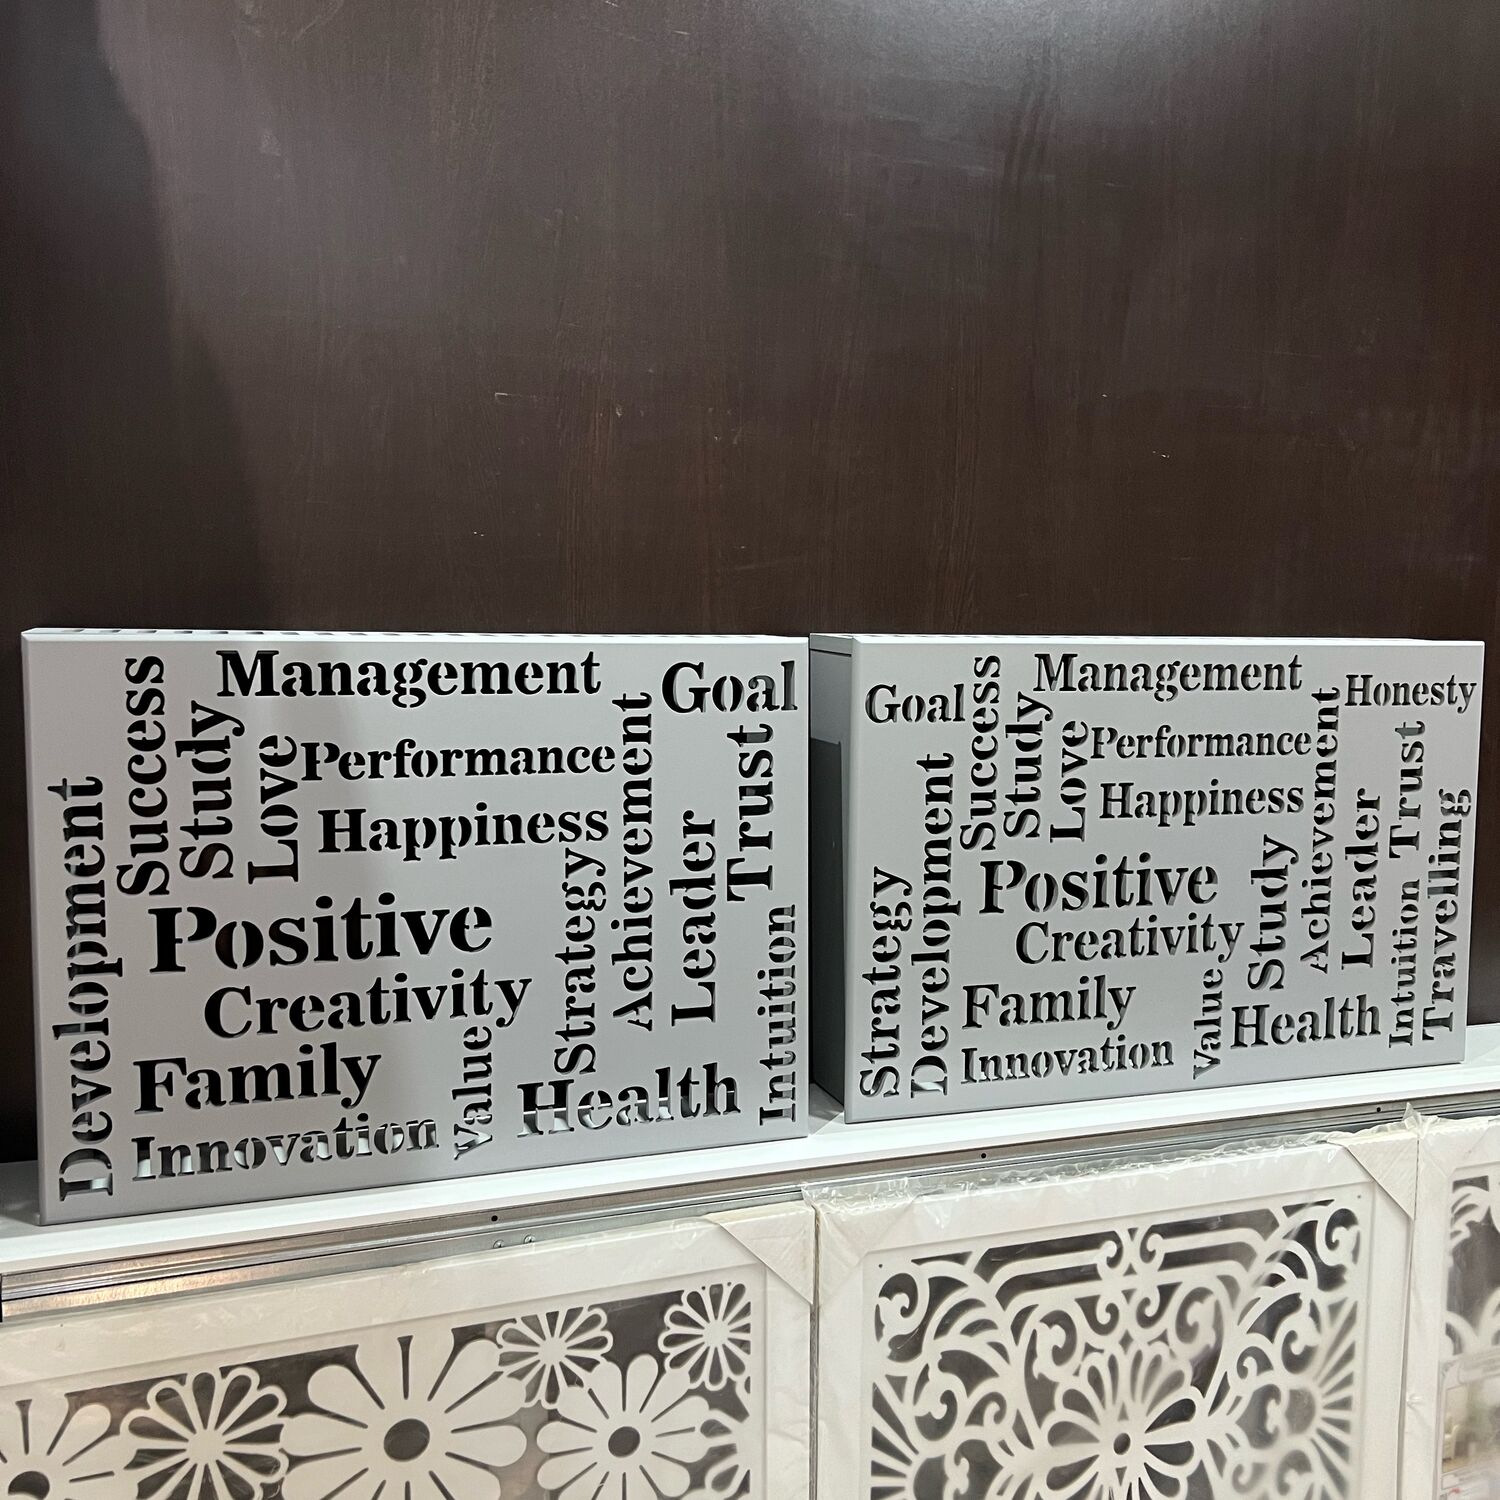 Management
Goal
Success
Study
Love
Performance
Happiness
Achievement
Trust
Development
Positive
Strategy
Leader
Creativity
Intuition
Family
Value
Health
Innovation
Goal
Success
Management
Honesty
Study
Love
Performance
Happiness
Achievement
Trust
Development
Positive
Study
Leader
Travelling
Strategy
Creativity
Intuition
Family
Value
Health
Innovation